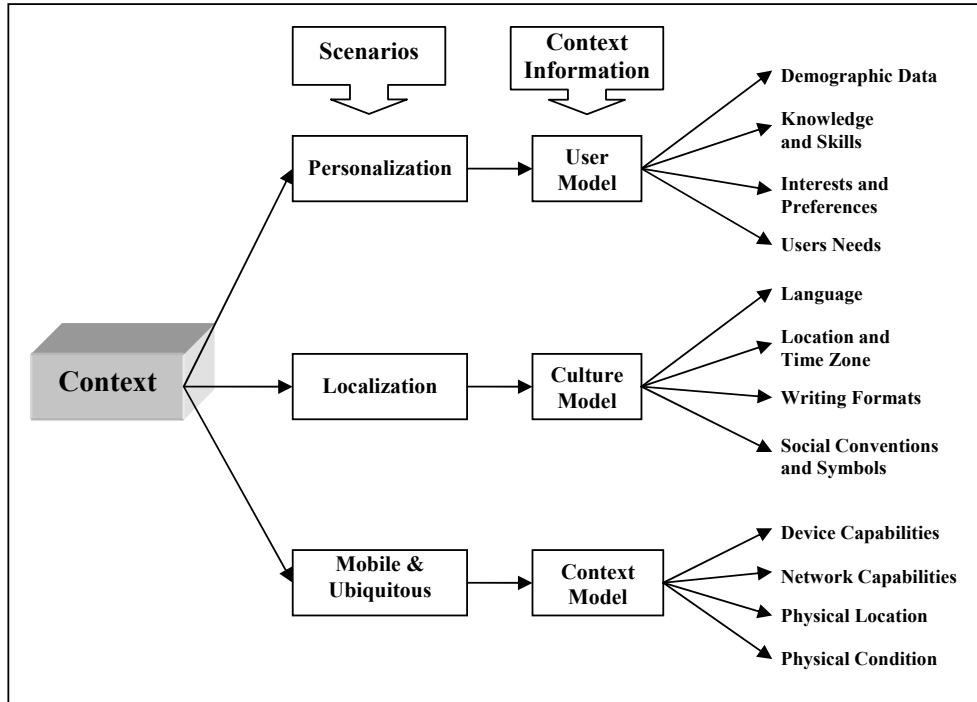 Scenarios
Context
Information
Personalization
User
Model
Demographic Data
Knowledge
and Skills
Interests and
Preferences
Users Needs
Context
Localization
Culture
Model
Language
Location and
Time Zone
Writing Formats
Social Conventions
and Symbols
Mobile &
Ubiquitous
Context
Model
Device Capabilities
Network Capabilities
Physical Location
Physical Condition